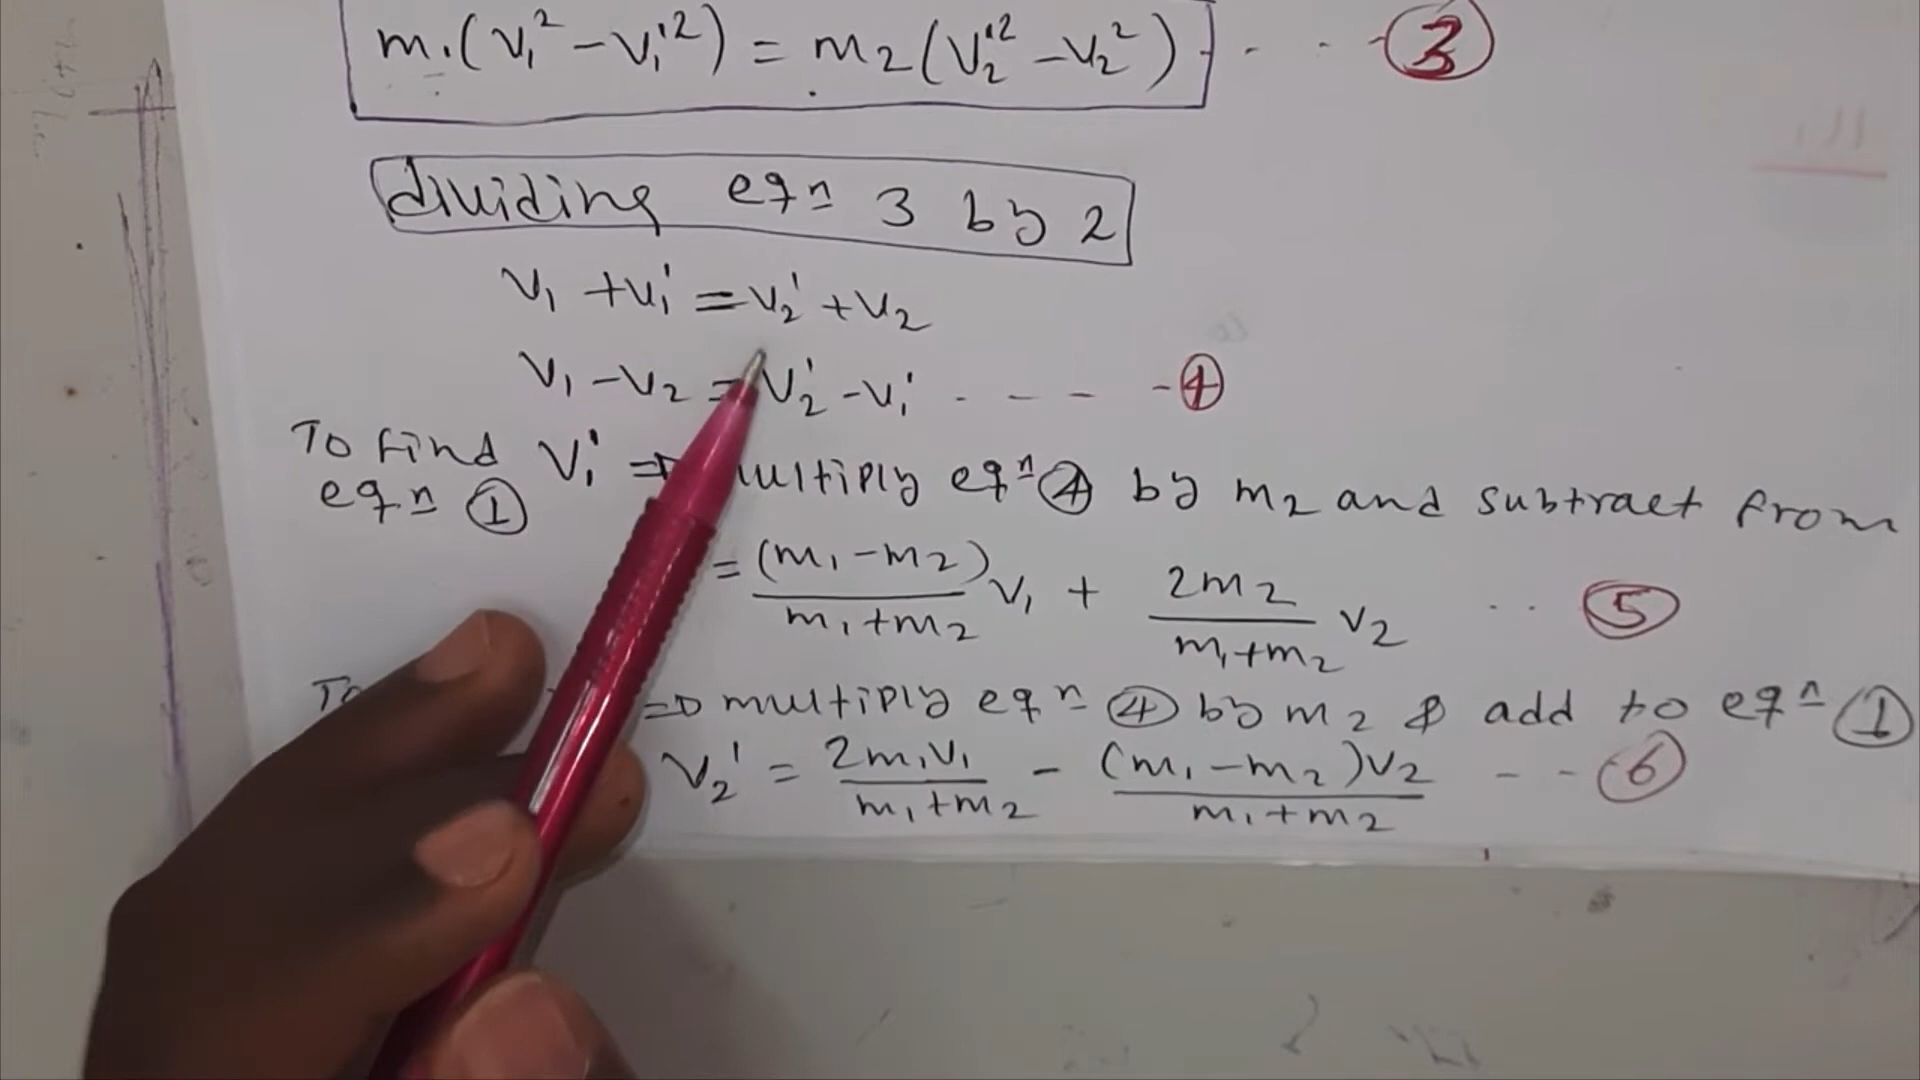 m₁(v₁² - v₁'²) = m₂(v₂'² - v₂²) - - - ③
dividing eqn 3 by 2
v₁ + v₁' = v₂' + v₂
v₁ - v₂ = v₂' - v₁' - - - - ④
To find v₁' ⇒ multiply eqn ④ by m₂ and subtract from
eqn ①
= (m₁ - m₂)/(m₁ + m₂) v₁ + 2m₂/(m₁ + m₂) v₂ - - ⑤
⇒ multiply eqn ④ by m₂ & add to eqn ①
v₂' = 2m₁v₁/(m₁ + m₂) - (m₁ - m₂)v₂/(m₁ + m₂) - - - ⑥